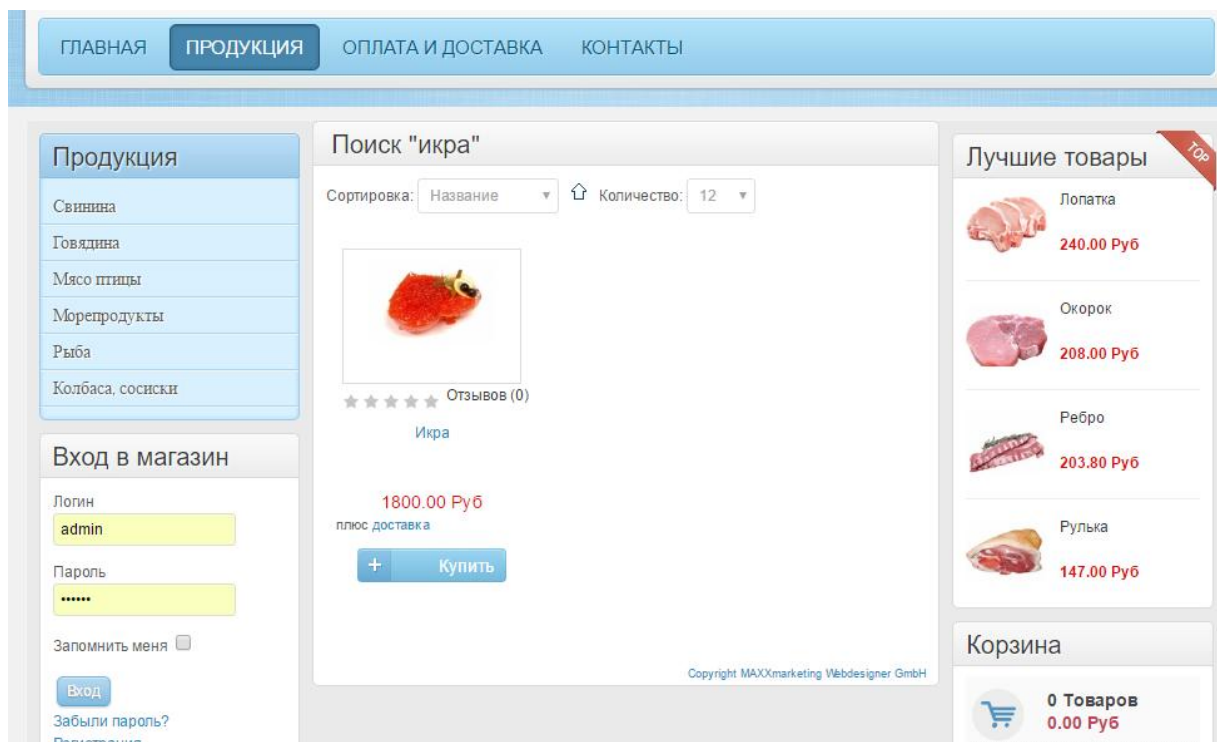 ГЛАВНАЯ ПРОДУКЦИЯ ОПЛАТА И ДОСТАВКА КОНТАКТЫ
Продукция
Свинина
Говядина
Мясо птицы
Морепродукты
Рыба
Колбаса, сосиски
Вход в магазин
Логин
admin
Пароль
••••••
Запомнить меня
Вход
Забыли пароль?
Регистрация
Поиск "икра"
Сортировка: Название Количество: 12
Отзывов (0)
Икра
1800.00 Руб
плюс доставка
+ Купить
Copyright MAXXmarketing Webdesigner GmbH
Лучшие товары
TOP
Лопатка
240.00 Руб
Окорок
208.00 Руб
Ребро
203.80 Руб
Рулька
147.00 Руб
Корзина
0 Товаров
0.00 Руб